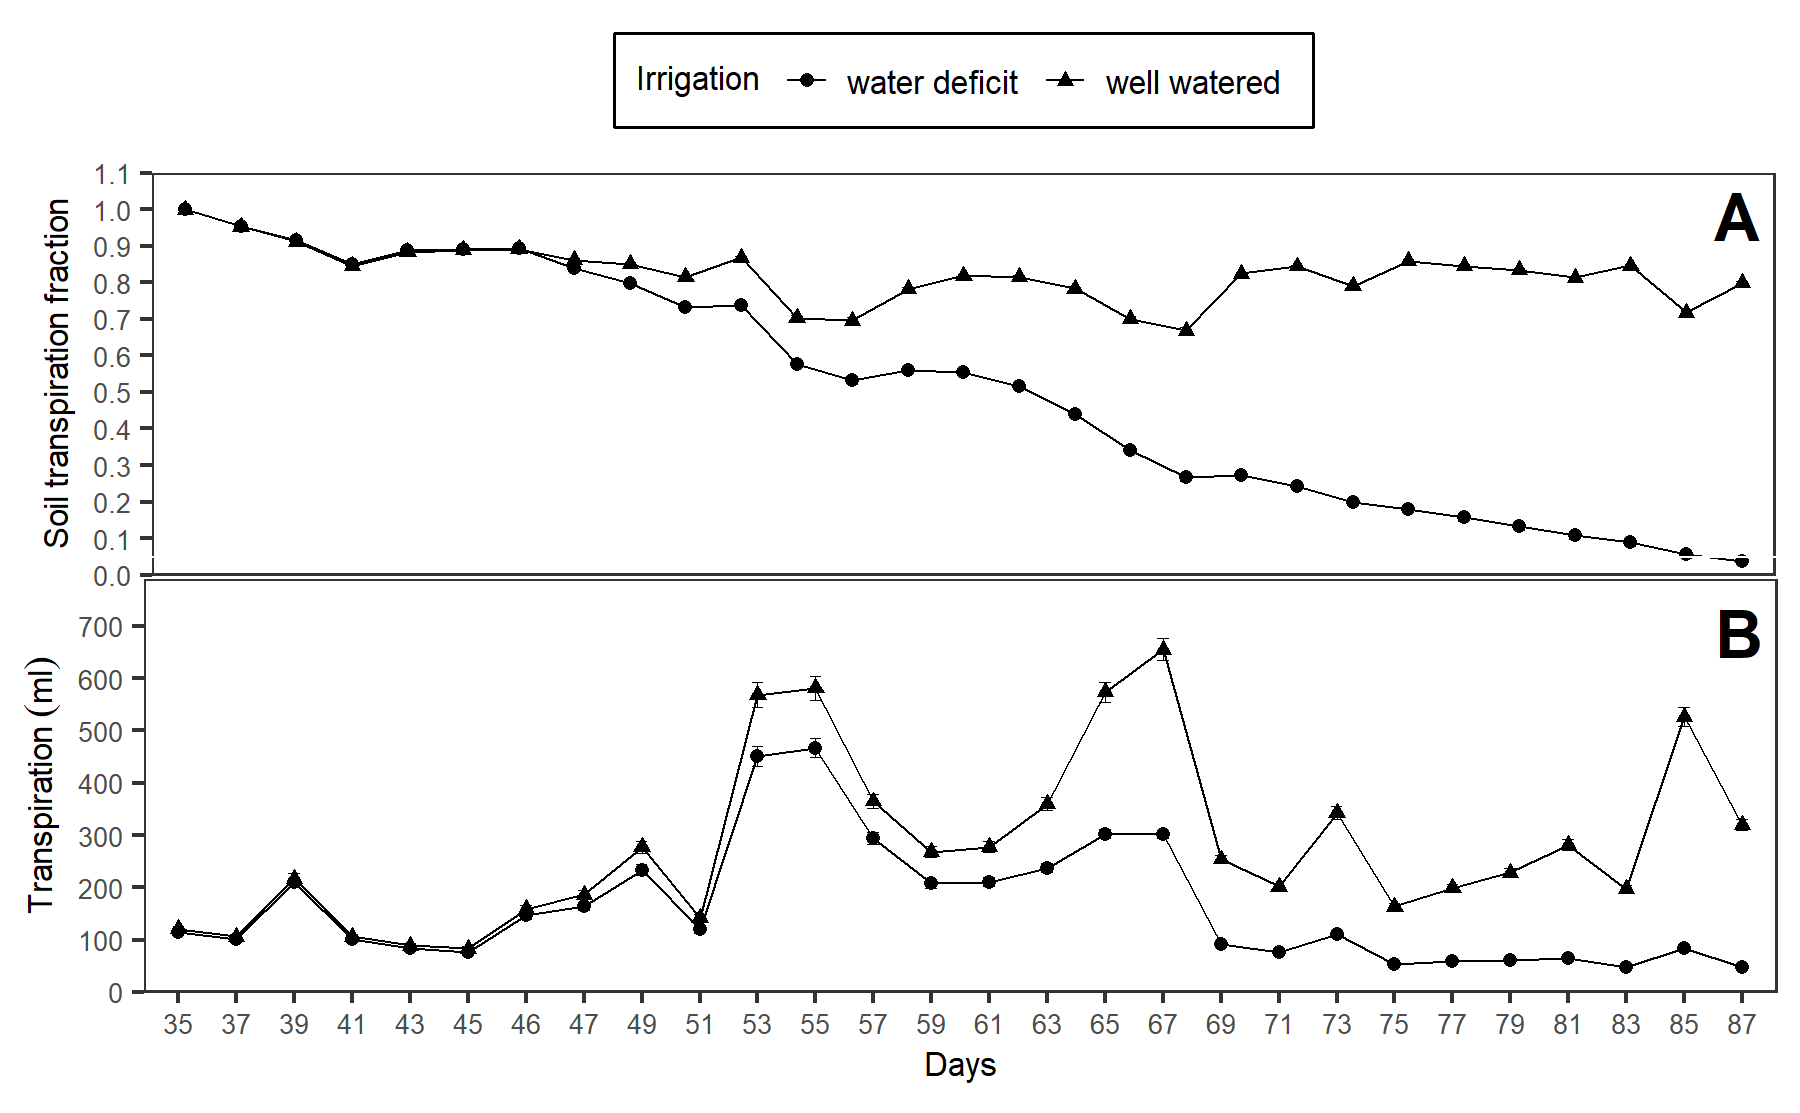 Irrigation water deficit well watered
A
Soil transpiration fraction
1.1
1.0
0.9
0.8
0.7
0.6
0.5
0.4
0.3
0.2
0.1
0.0
B
Transpiration (ml)
700
600
500
400
300
200
100
0
35 37 39 41 43 45 46 47 49 51 53 55 57 59 61 63 65 67 69 71 73 75 77 79 81 83 85 87
Days